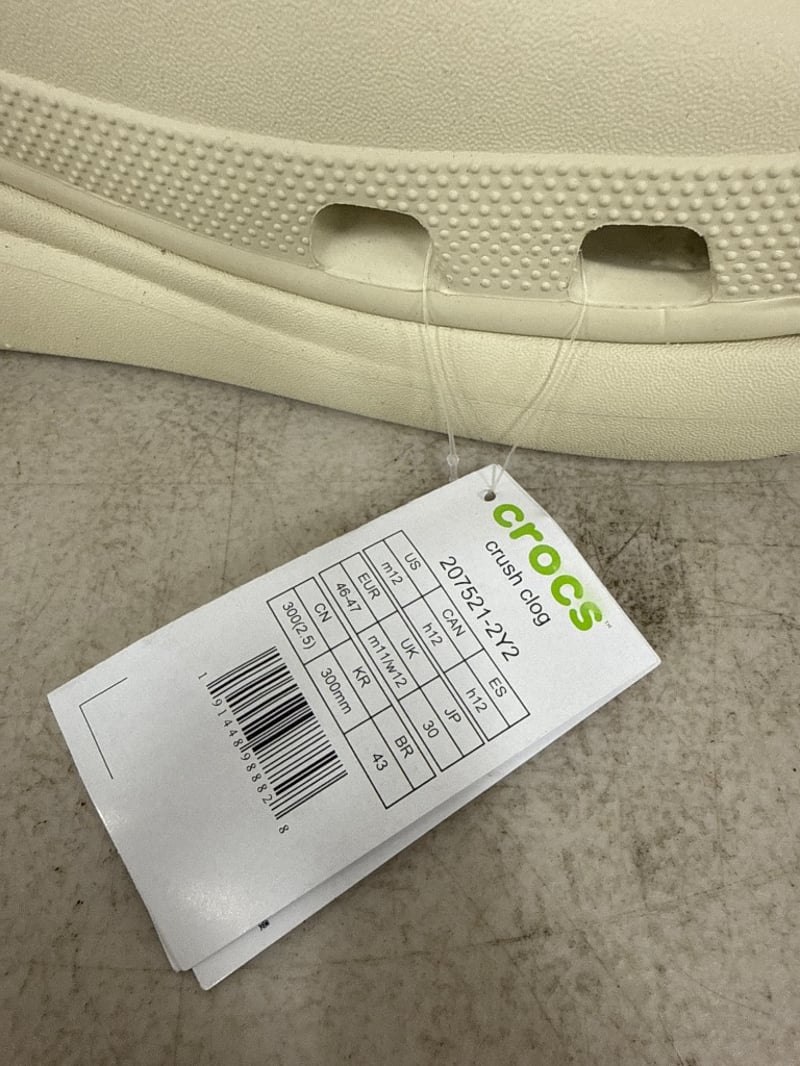 crocs™
crush clog
207521-2Y2
US CAN ES
m12 h12 h12
EUR UK JP
46-47 m11/w12 30
CN KR BR
300(2.5) 300mm 43
1 91448 98882 8